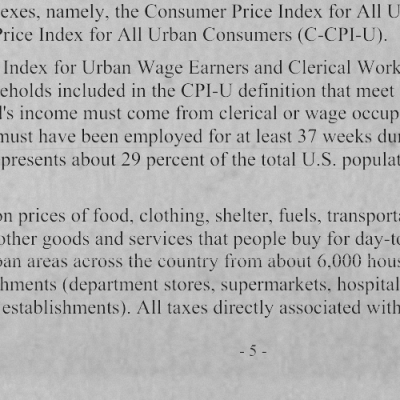 exes, namely, the Consumer Price Index for All U
Price Index for All Urban Consumers (C-CPI-U).
Index for Urban Wage Earners and Clerical Work
eholds included in the CPI-U definition that meet
l's income must come from clerical or wage occup
must have been employed for at least 37 weeks du
presents about 29 percent of the total U.S. populat
on prices of food, clothing, shelter, fuels, transport
other goods and services that people buy for day-to
ban areas across the country from about 6,000 hous
hments (department stores, supermarkets, hospital
establishments). All taxes directly associated with
- 5 -